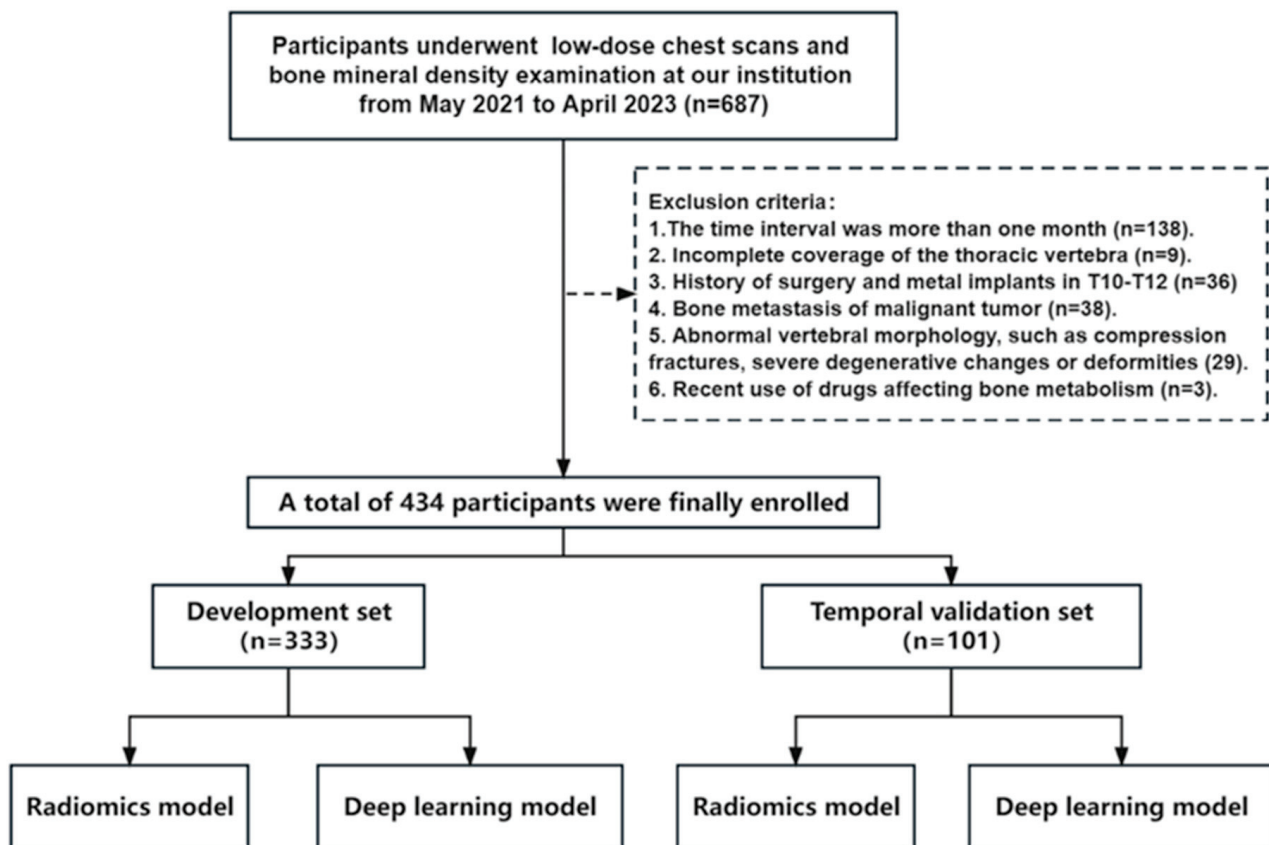 Participants underwent low-dose chest scans and
bone mineral density examination at our institution
from May 2021 to April 2023 (n=687)
Exclusion criteria:
1.The time interval was more than one month (n=138).
2. Incomplete coverage of the thoracic vertebra (n=9).
3. History of surgery and metal implants in T10-T12 (n=36)
4. Bone metastasis of malignant tumor (n=38).
5. Abnormal vertebral morphology, such as compression
fractures, severe degenerative changes or deformities (29).
6. Recent use of drugs affecting bone metabolism (n=3).
A total of 434 participants were finally enrolled
Development set
(n=333)
Temporal validation set
(n=101)
Radiomics model
Deep learning model
Radiomics model
Deep learning model